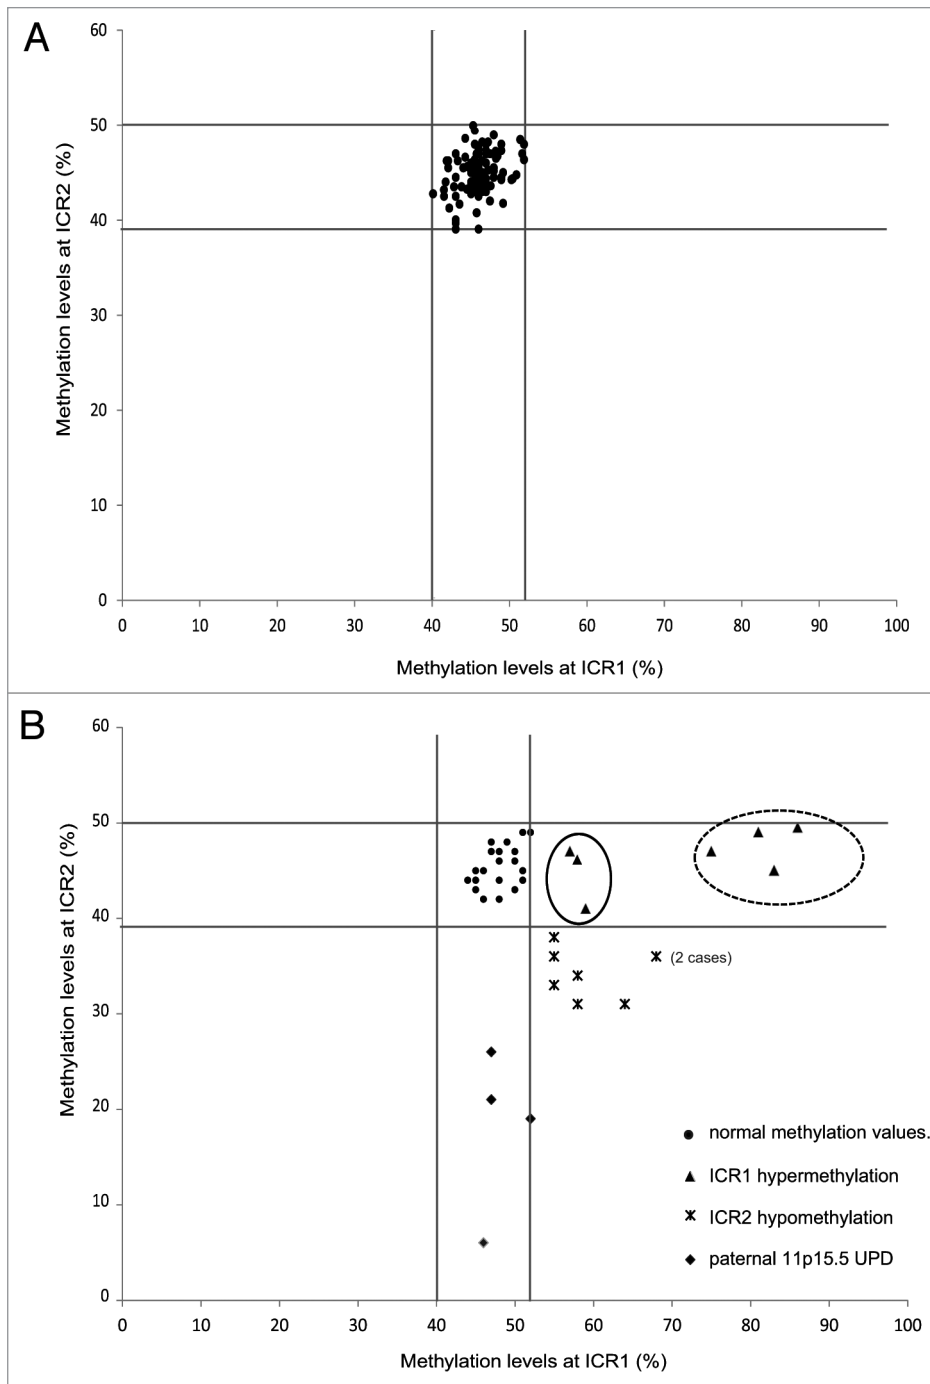 A
60
50
40
30
20
10
0
Methylation levels at ICR2 (%)
0 10 20 30 40 50 60 70 80 90 100
Methylation levels at ICR1 (%)
B
60
50
40
30
20
10
0
Methylation levels at ICR2 (%)
(2 cases)
normal methylation values.
ICR1 hypermethylation
ICR2 hypomethylation
paternal 11p15.5 UPD
0 10 20 30 40 50 60 70 80 90 100
Methylation levels at ICR1 (%)